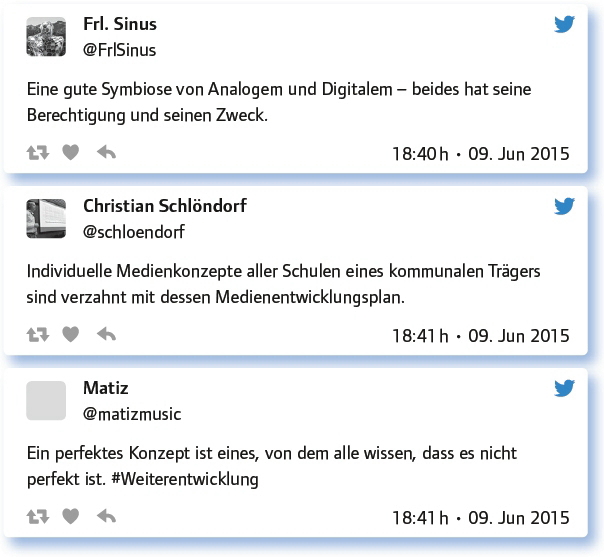 Frl. Sinus
@FrlSinus
Eine gute Symbiose von Analogem und Digitalem – beides hat seine
Berechtigung und seinen Zweck.
18:40 h · 09. Jun 2015
Christian Schlöndorf
@schloendorf
Individuelle Medienkonzepte aller Schulen eines kommunalen Trägers
sind verzahnt mit dessen Medienentwicklungsplan.
18:41 h · 09. Jun 2015
Matiz
@matizmusic
Ein perfektes Konzept ist eines, von dem alle wissen, dass es nicht
perfekt ist. #Weiterentwicklung
18:41 h · 09. Jun 2015